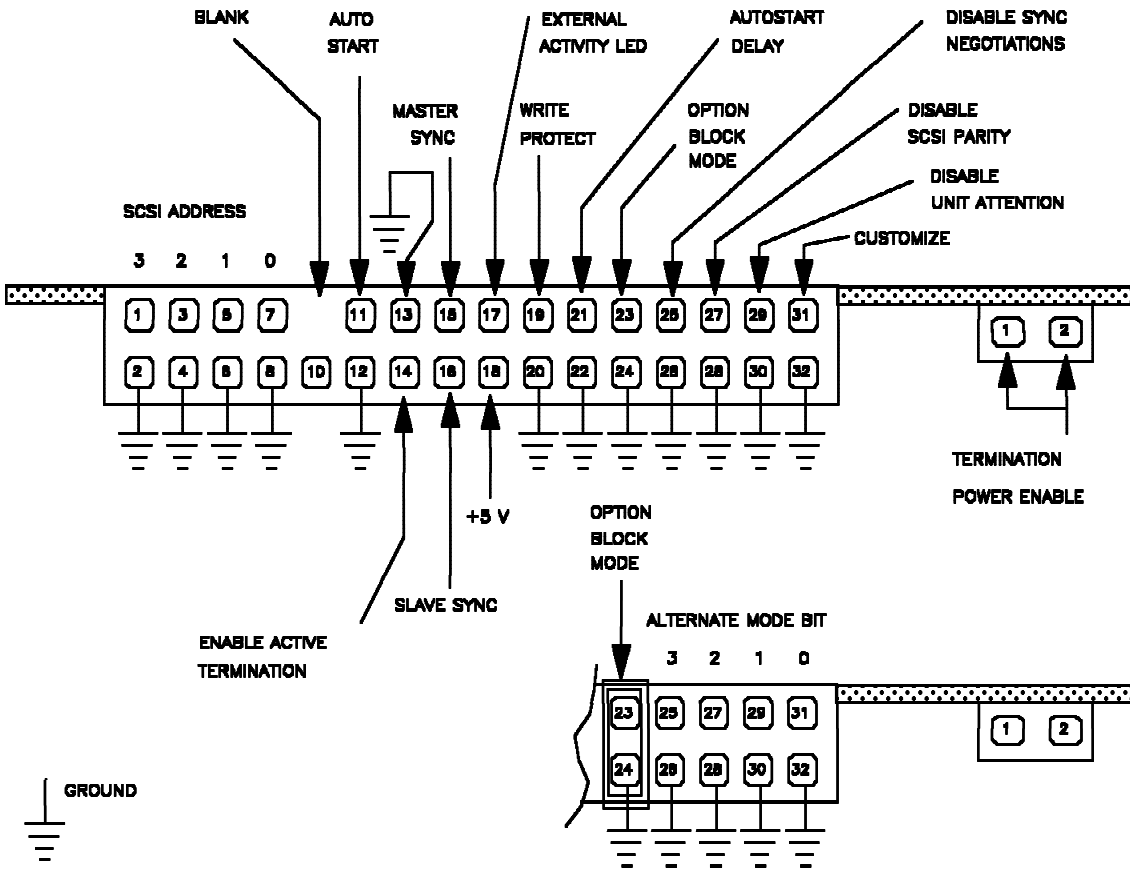 BLANK
AUTO
START
EXTERNAL
ACTIVITY LED
AUTOSTART
DELAY
DISABLE SYNC
NEGOTIATIONS
MASTER
SYNC
WRITE
PROTECT
OPTION
BLOCK
MODE
DISABLE
SCSI PARITY
DISABLE
UNIT ATTENTION
CUSTOMIZE
SCSI ADDRESS
3 2 1 0
1 3 5 7 11 13 15 17 19 21 23 25 27 29 31
2 4 6 8 10 12 14 16 18 20 22 24 26 28 30 32
1 2
TERMINATION
POWER ENABLE
+5 V
SLAVE SYNC
ENABLE ACTIVE
TERMINATION
OPTION
BLOCK
MODE
ALTERNATE MODE BIT
3 2 1 0
23 25 27 29 31
24 26 28 30 32
1 2
GROUND